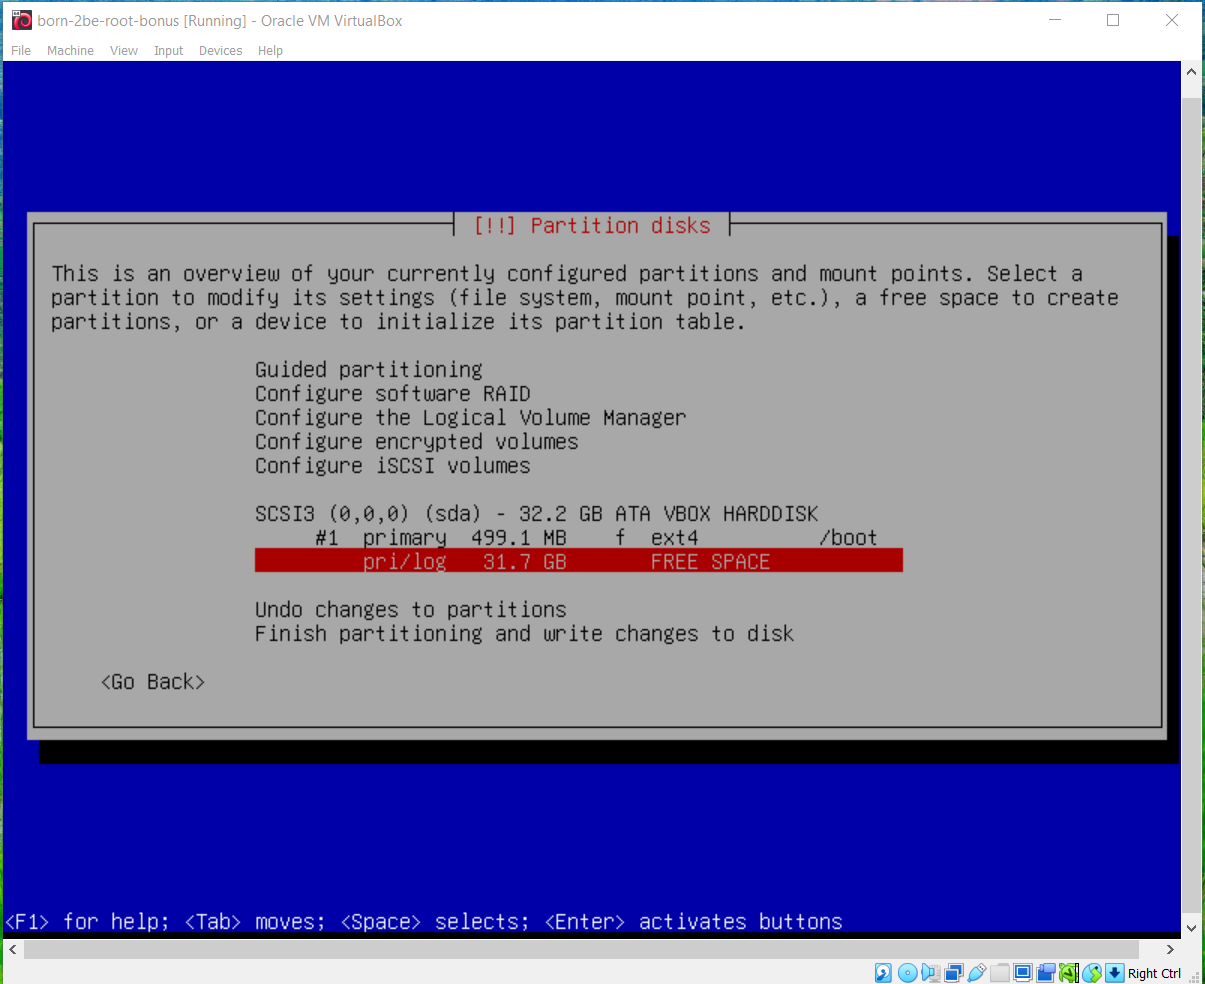 born-2be-root-bonus [Running] - Oracle VM VirtualBox
File Machine View Input Devices Help
[!!] Partition disks
This is an overview of your currently configured partitions and mount points. Select a
partition to modify its settings (file system, mount point, etc.), a free space to create
partitions, or a device to initialize its partition table.
Guided partitioning
Configure software RAID
Configure the Logical Volume Manager
Configure encrypted volumes
Configure iSCSI volumes
SCSI3 (0,0,0) (sda) - 32.2 GB ATA VBOX HARDDISK
#1 primary 499.1 MB f ext4 /boot
pri/log 31.7 GB FREE SPACE
Undo changes to partitions
Finish partitioning and write changes to disk
<Go Back>
<F1> for help; <Tab> moves; <Space> selects; <Enter> activates buttons
Right Ctrl